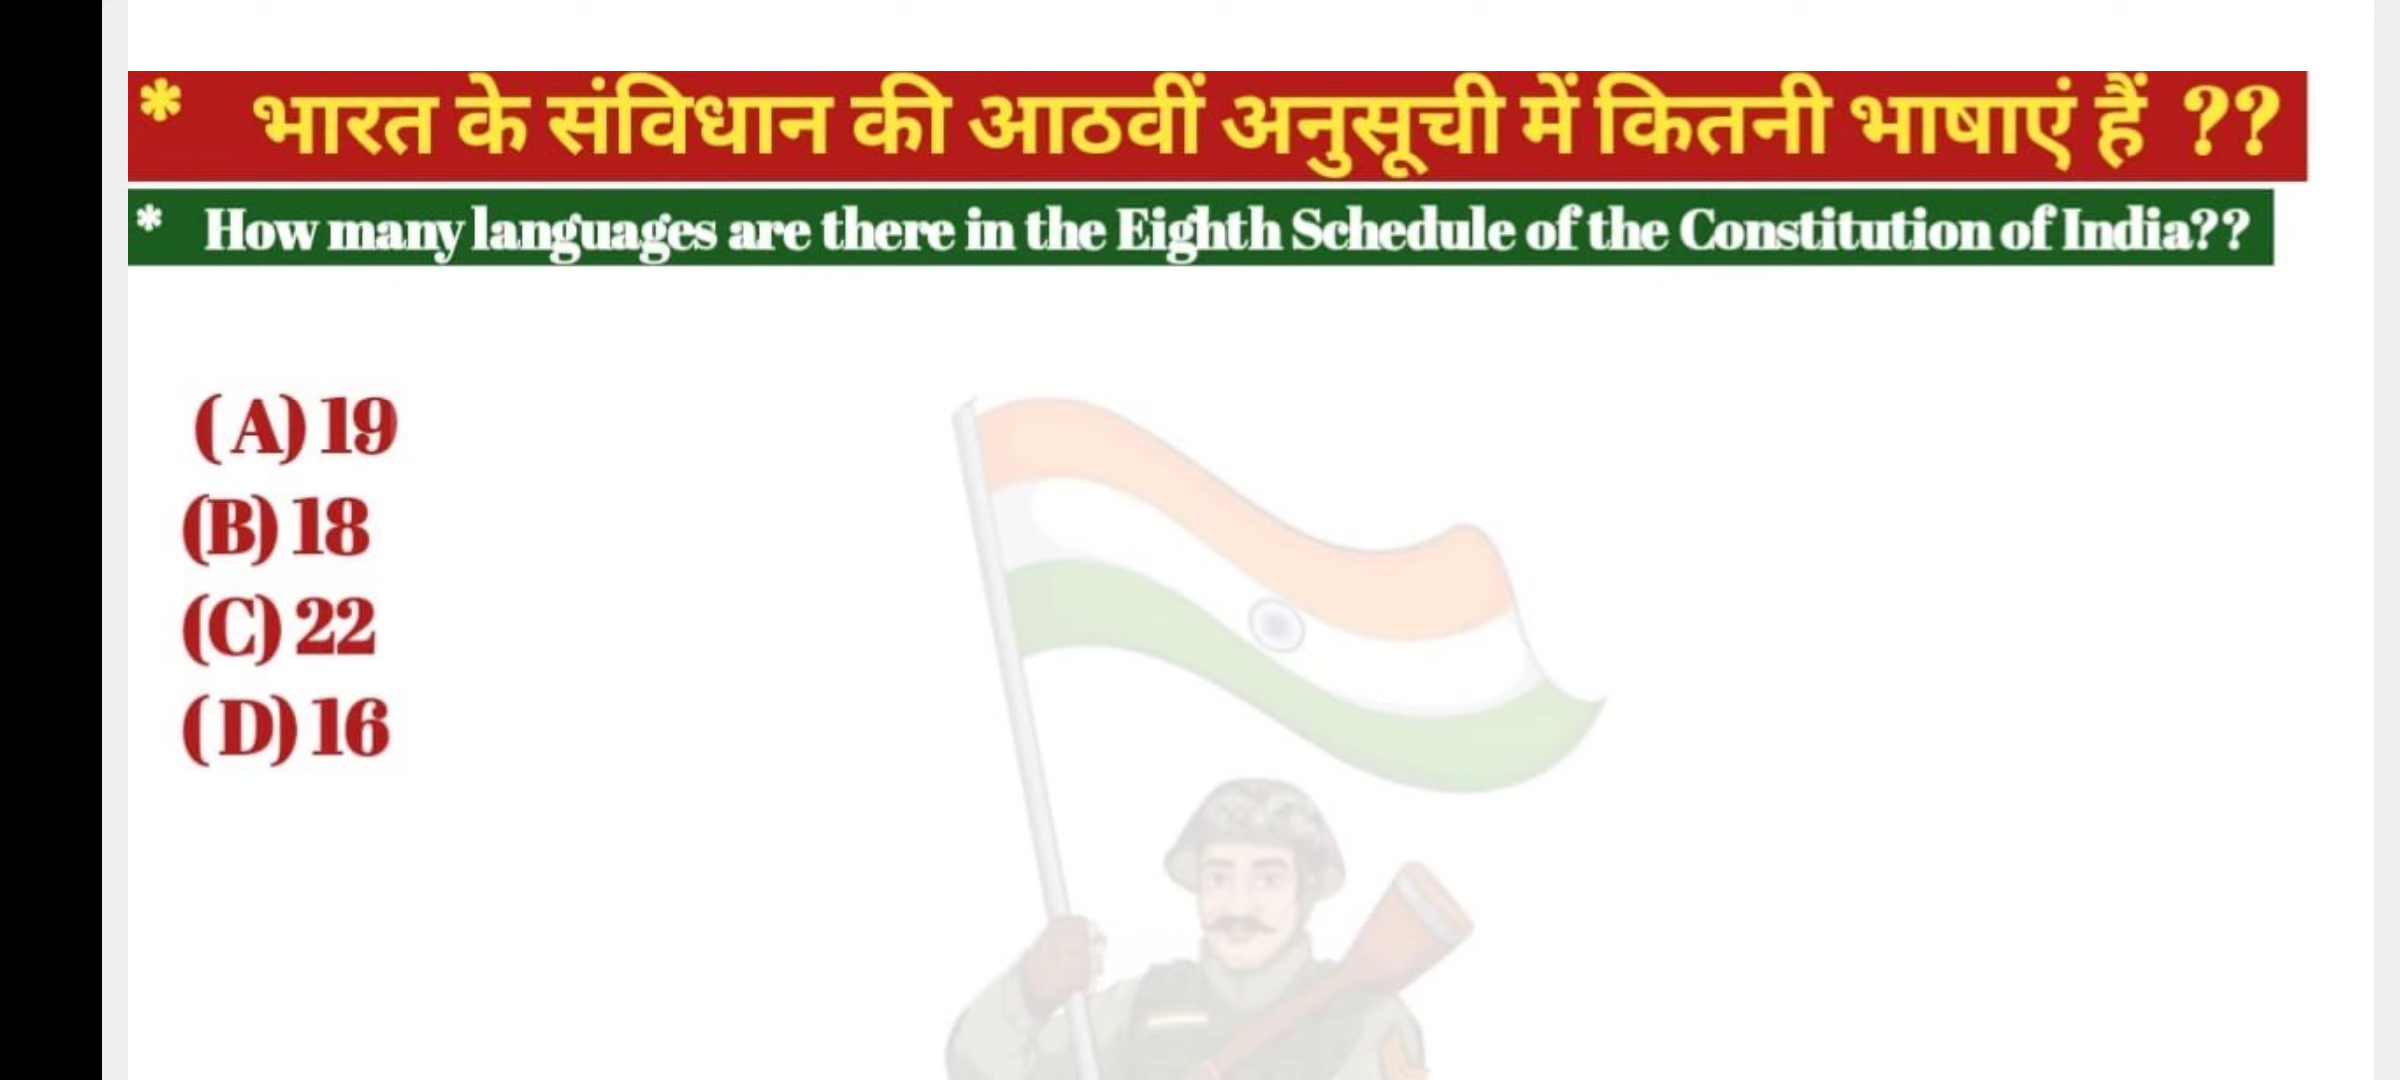 * भारत के संविधान की आठवीं अनुसूची में कितनी भाषाएं हैं ??
* How many languages are there in the Eighth Schedule of the Constitution of India??
(A) 19
(B) 18
(C) 22
(D) 16